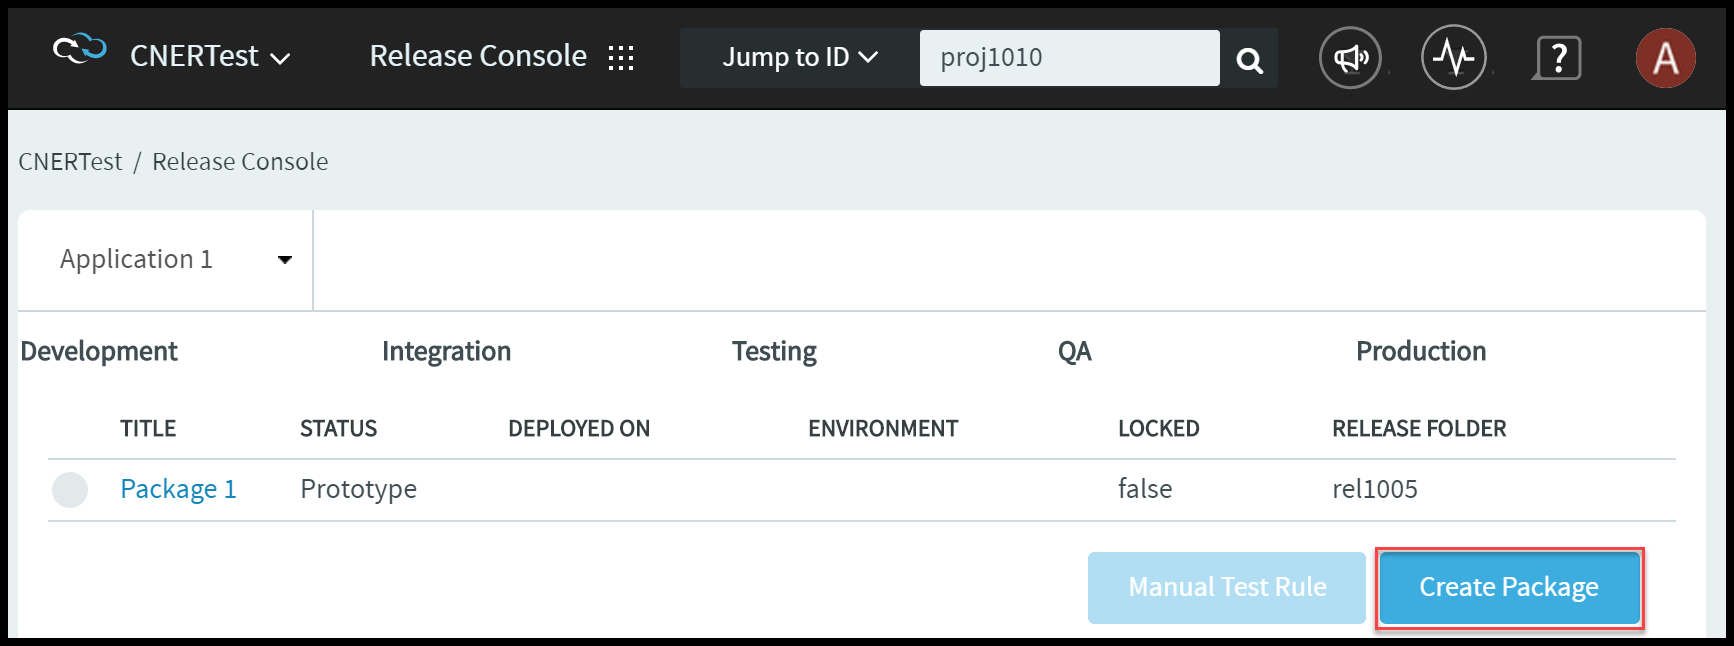 CNERTest Release Console Jump to ID proj1010 ? A
CNERTest / Release Console
Application 1
Development Integration Testing QA Production
TITLE STATUS DEPLOYED ON ENVIRONMENT LOCKED RELEASE FOLDER
Package 1 Prototype false rel1005
Manual Test Rule Create Package